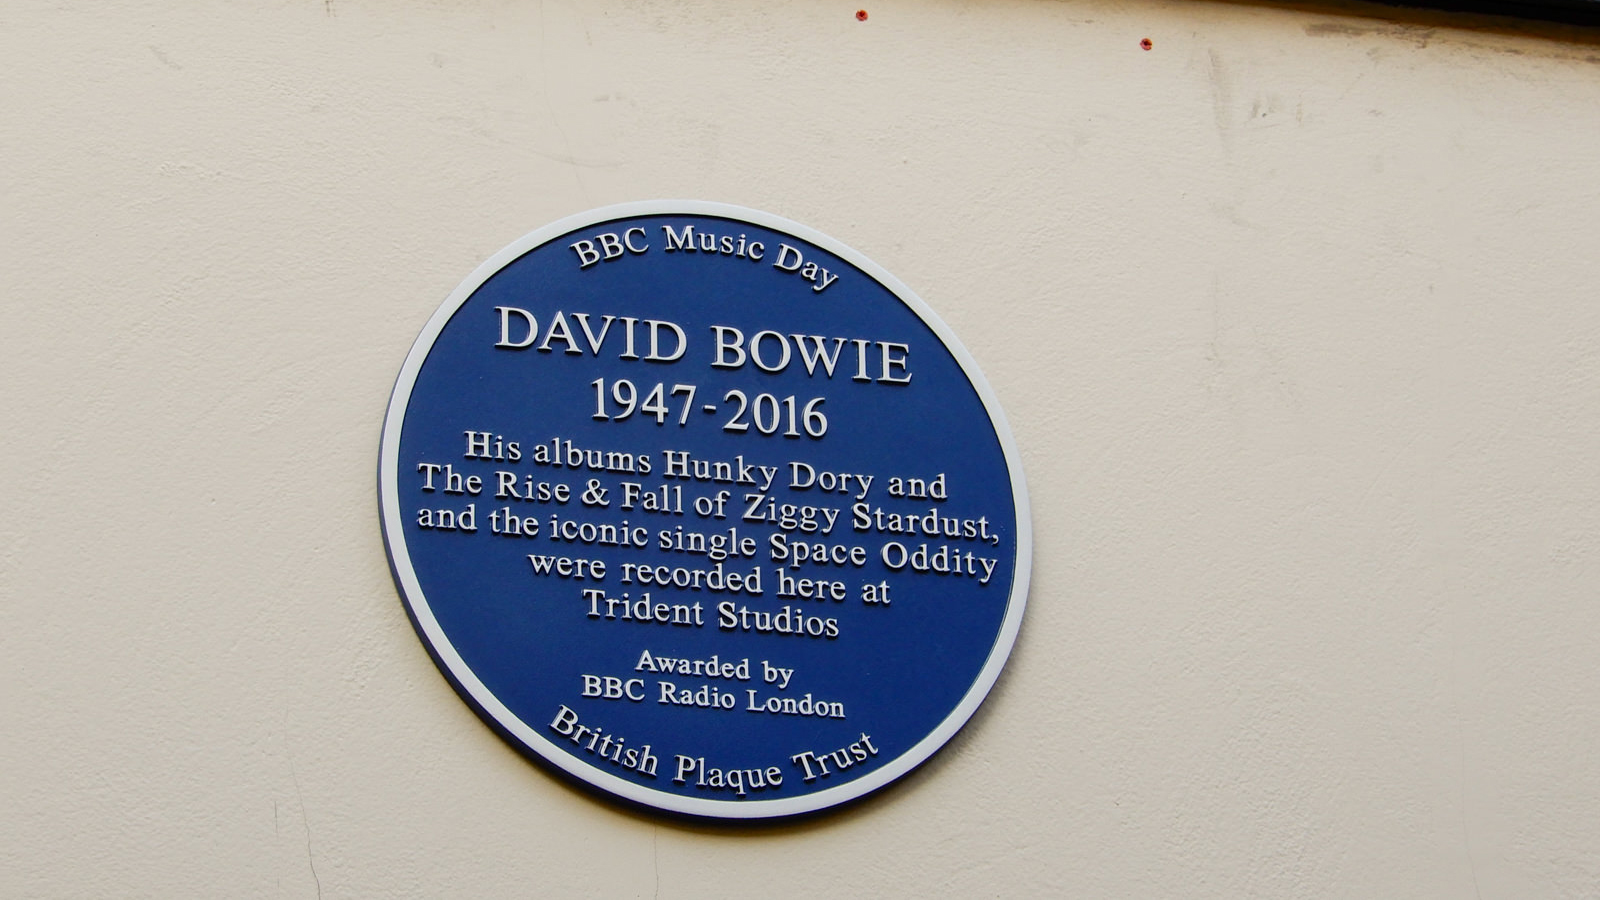 BBC Music Day
DAVID BOWIE
1947-2016
His albums Hunky Dory and
The Rise & Fall of Ziggy Stardust,
and the iconic single Space Oddity
were recorded here at
Trident Studios
Awarded by
BBC Radio London
British Plaque Trust